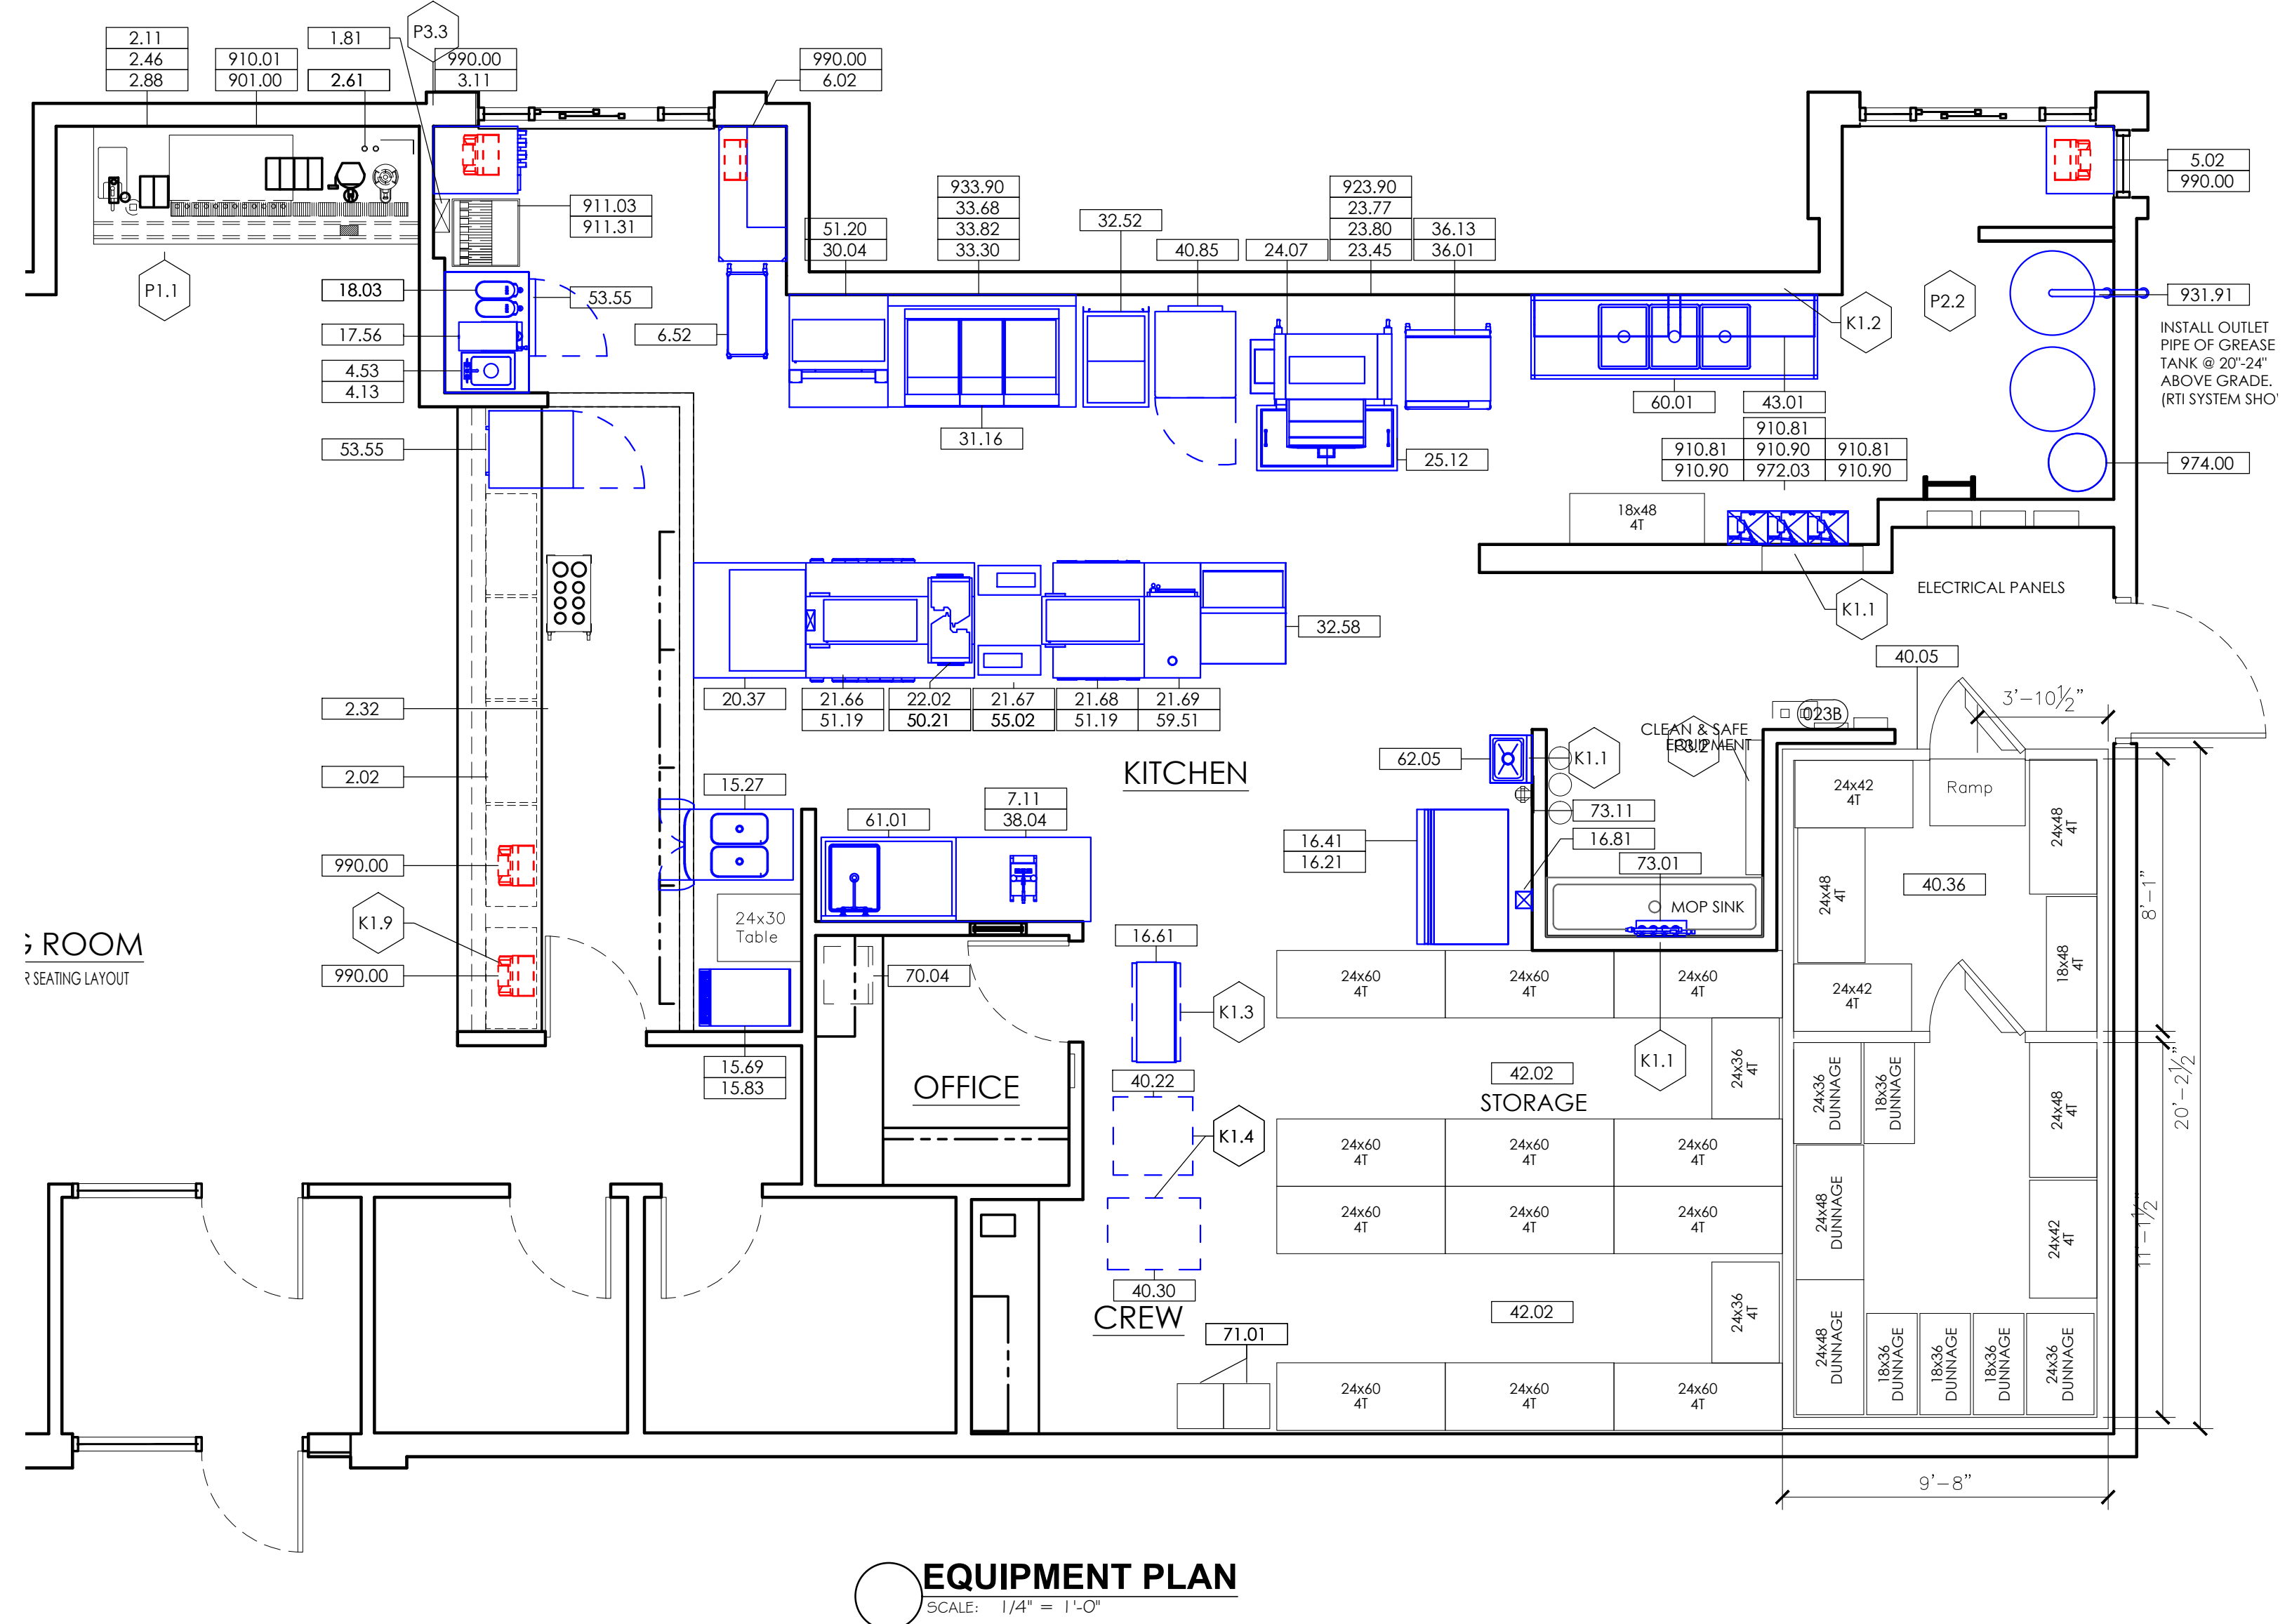 P3.3
2.11
2.46
2.88
910.01
901.00
1.81
2.61
990.00
3.11
990.00
6.02
5.02
990.00
911.03
911.31
933.90
33.68
33.82
33.30
923.90
23.77
23.80
23.45
51.20
30.04
32.52
40.85
24.07
36.13
36.01
P1.1
18.03
53.55
17.56
6.52
4.53
4.13
P2.2
931.91
K1.2
INSTALL OUTLET
PIPE OF GREASE
TANK @ 20"-24"
ABOVE GRADE.
60.01
43.01
31.16
53.55
25.12
910.81
910.81
910.90
910.81
910.90
972.03
910.90
974.00
18x48
4T
K1.1
ELECTRICAL PANELS
32.58
40.05
20.37
21.66
51.19
22.02
50.21
21.67
55.02
21.68
51.19
21.69
59.51
2.32
3'-10½"
023B
CLEAN & SAFE
EQUIPMENT
P3.2
62.05
K1.1
KITCHEN
2.02
15.27
7.11
38.04
61.01
73.11
16.41
16.21
16.81
73.01
MOP SINK
24x42
4T
Ramp
24x48
4T
24x48
4T
40.36
8'-1"
990.00
K1.9
24x30
Table
G ROOM
R SEATING LAYOUT
990.00
70.04
16.61
K1.3
24x60
4T
24x60
4T
24x60
4T
24x42
4T
18x48
4T
15.69
15.83
OFFICE
40.22
K1.4
42.02
STORAGE
K1.1
24x36
4T
24x36
DUNNAGE
18x36
DUNNAGE
24x48
4T
20'-2½"
24x60
4T
24x60
4T
24x60
4T
24x60
4T
24x60
4T
24x60
4T
24x48
DUNNAGE
24x42
4T
11'-1½"
40.30
CREW
42.02
71.01
24x36
4T
24x48
DUNNAGE
18x36
DUNNAGE
18x36
DUNNAGE
18x36
DUNNAGE
24x36
DUNNAGE
24x60
4T
24x60
4T
24x60
4T
9'-8"
EQUIPMENT PLAN
SCALE: 1/4" = 1'-0"